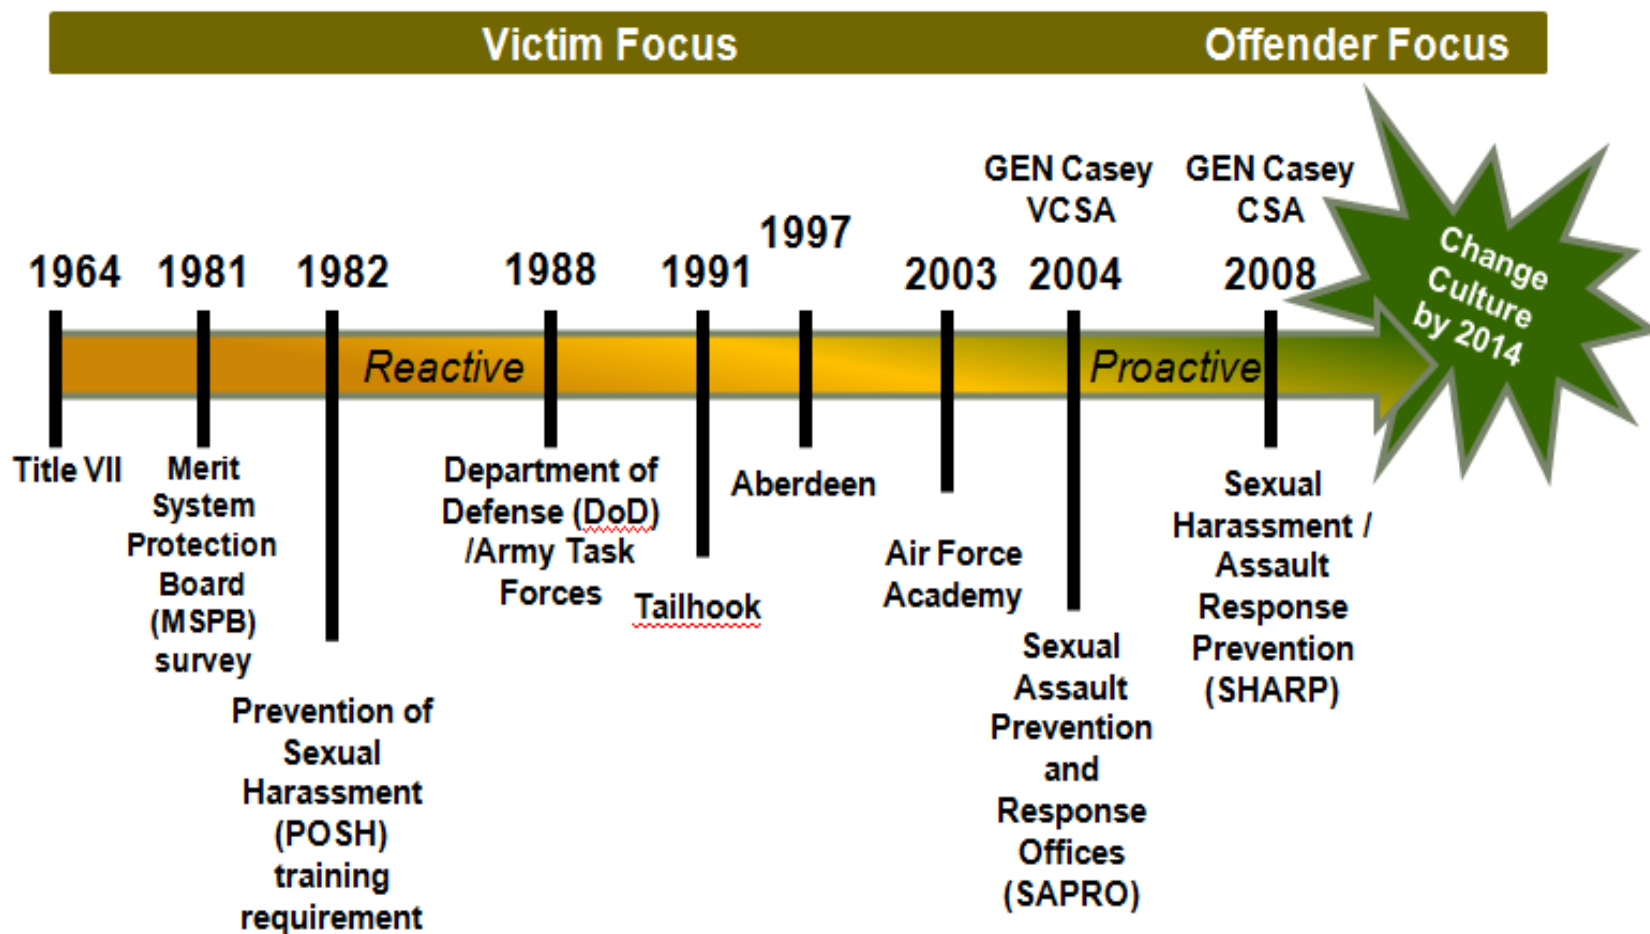 Victim Focus
Offender Focus
GEN Casey
VCSA
GEN Casey
CSA
1964
1981
1982
1988
1991
1997
2003
2004
2008
Change
Culture
by 2014
Reactive
Proactive
Title VII
Merit
System
Protection
Board
(MSPB)
survey
Prevention of
Sexual
Harassment
(POSH)
training
requirement
Department of
Defense (DoD)
/Army Task
Forces
Tailhook
Aberdeen
Air Force
Academy
Sexual
Assault
Prevention
and
Response
Offices
(SAPRO)
Sexual
Harassment /
Assault
Response
Prevention
(SHARP)